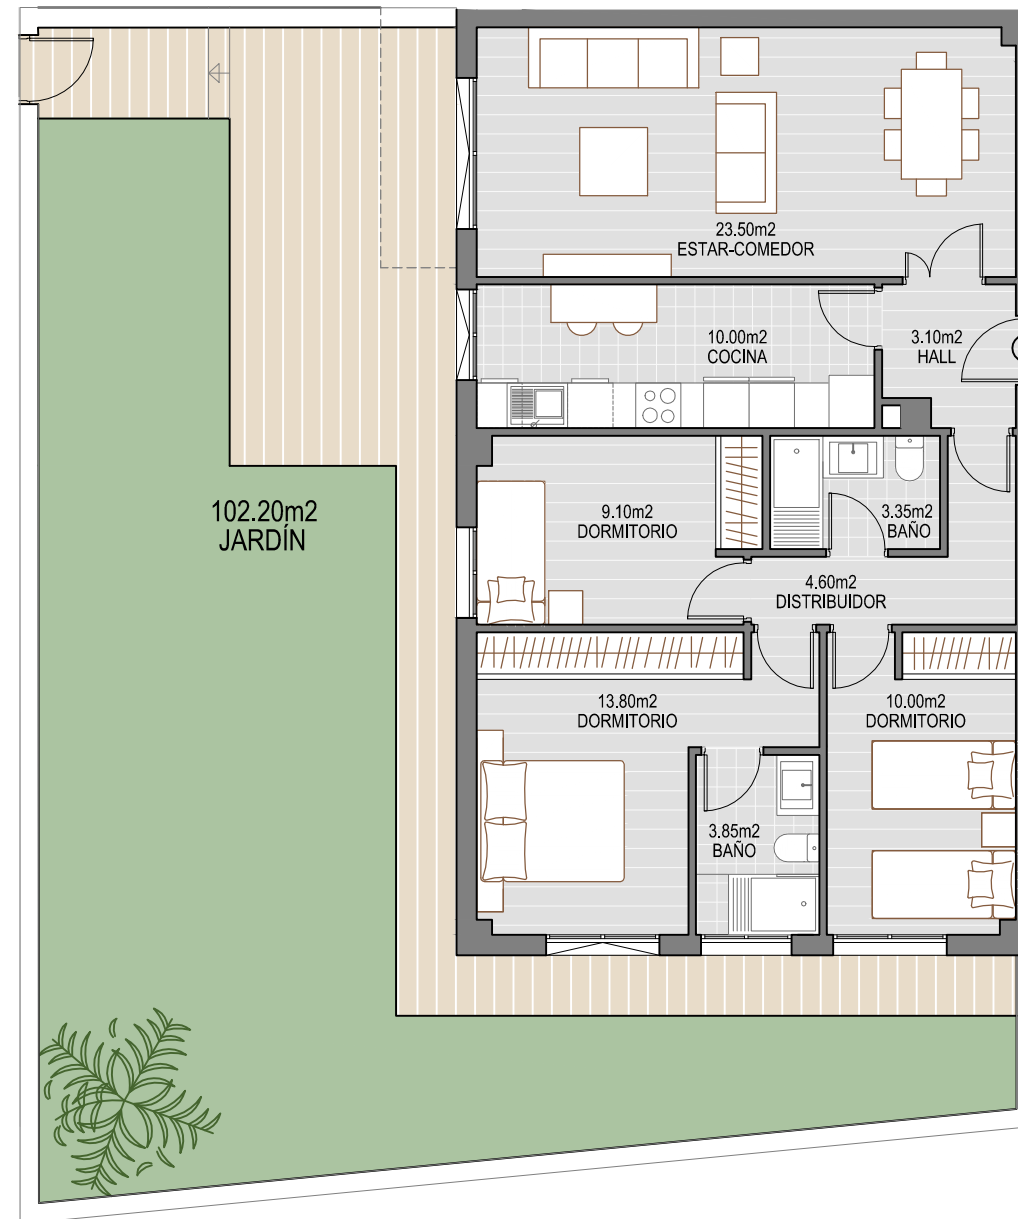 23.50m2
ESTAR-COMEDOR
10.00m2
COCINA
3.10m2
HALL
102.20m2
JARDÍN
9.10m2
DORMITORIO
3.35m2
BAÑO
4.60m2
DISTRIBUIDOR
13.80m2
DORMITORIO
10.00m2
DORMITORIO
3.85m2
BAÑO